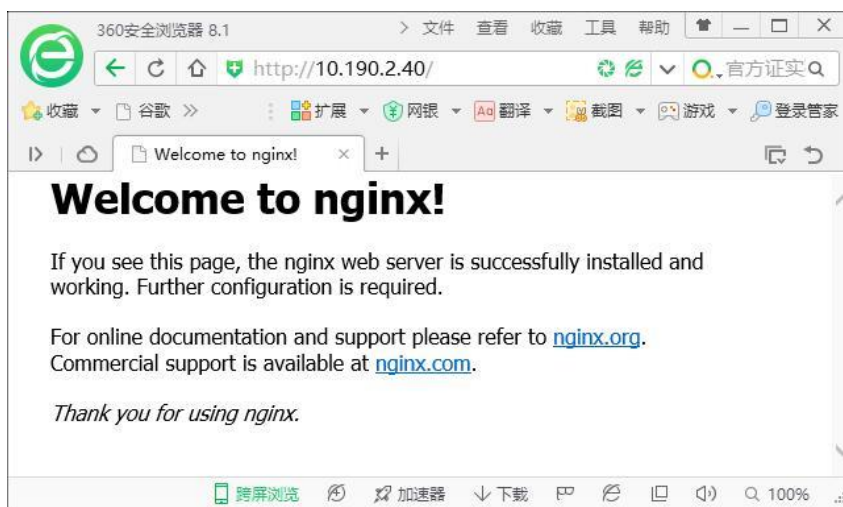 360安全浏览器 8.1 > 文件 查看 收藏 工具 帮助
http://10.190.2.40/ 官方证实
收藏 谷歌 >> 扩展 网银 Aa 翻译 截图 游戏 登录管家
Welcome to nginx! × +
Welcome to nginx!
If you see this page, the nginx web server is successfully installed and
working. Further configuration is required.
For online documentation and support please refer to nginx.org.
Commercial support is available at nginx.com.
Thank you for using nginx.
跨屏浏览 加速器 下载 100%